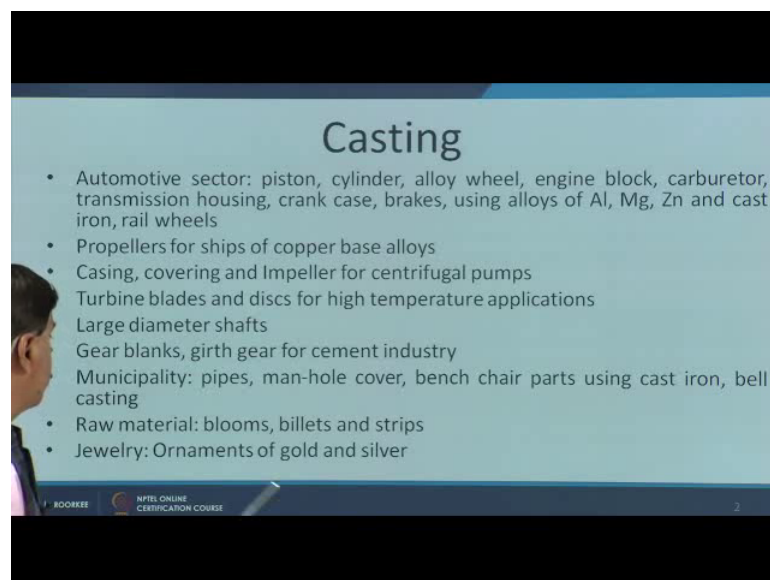 Casting
• Automotive sector: piston, cylinder, alloy wheel, engine block, carburetor,
transmission housing, crank case, brakes, using alloys of Al, Mg, Zn and cast
iron, rail wheels
• Propellers for ships of copper base alloys
• Casing, covering and Impeller for centrifugal pumps
Turbine blades and discs for high temperature applications
Large diameter shafts
Gear blanks, girth gear for cement industry
Municipality: pipes, man-hole cover, bench chair parts using cast iron, bell
casting
• Raw material: blooms, billets and strips
• Jewelry: Ornaments of gold and silver
ROORKEE
NPTEL ONLINE
CERTIFICATION COURSE
2